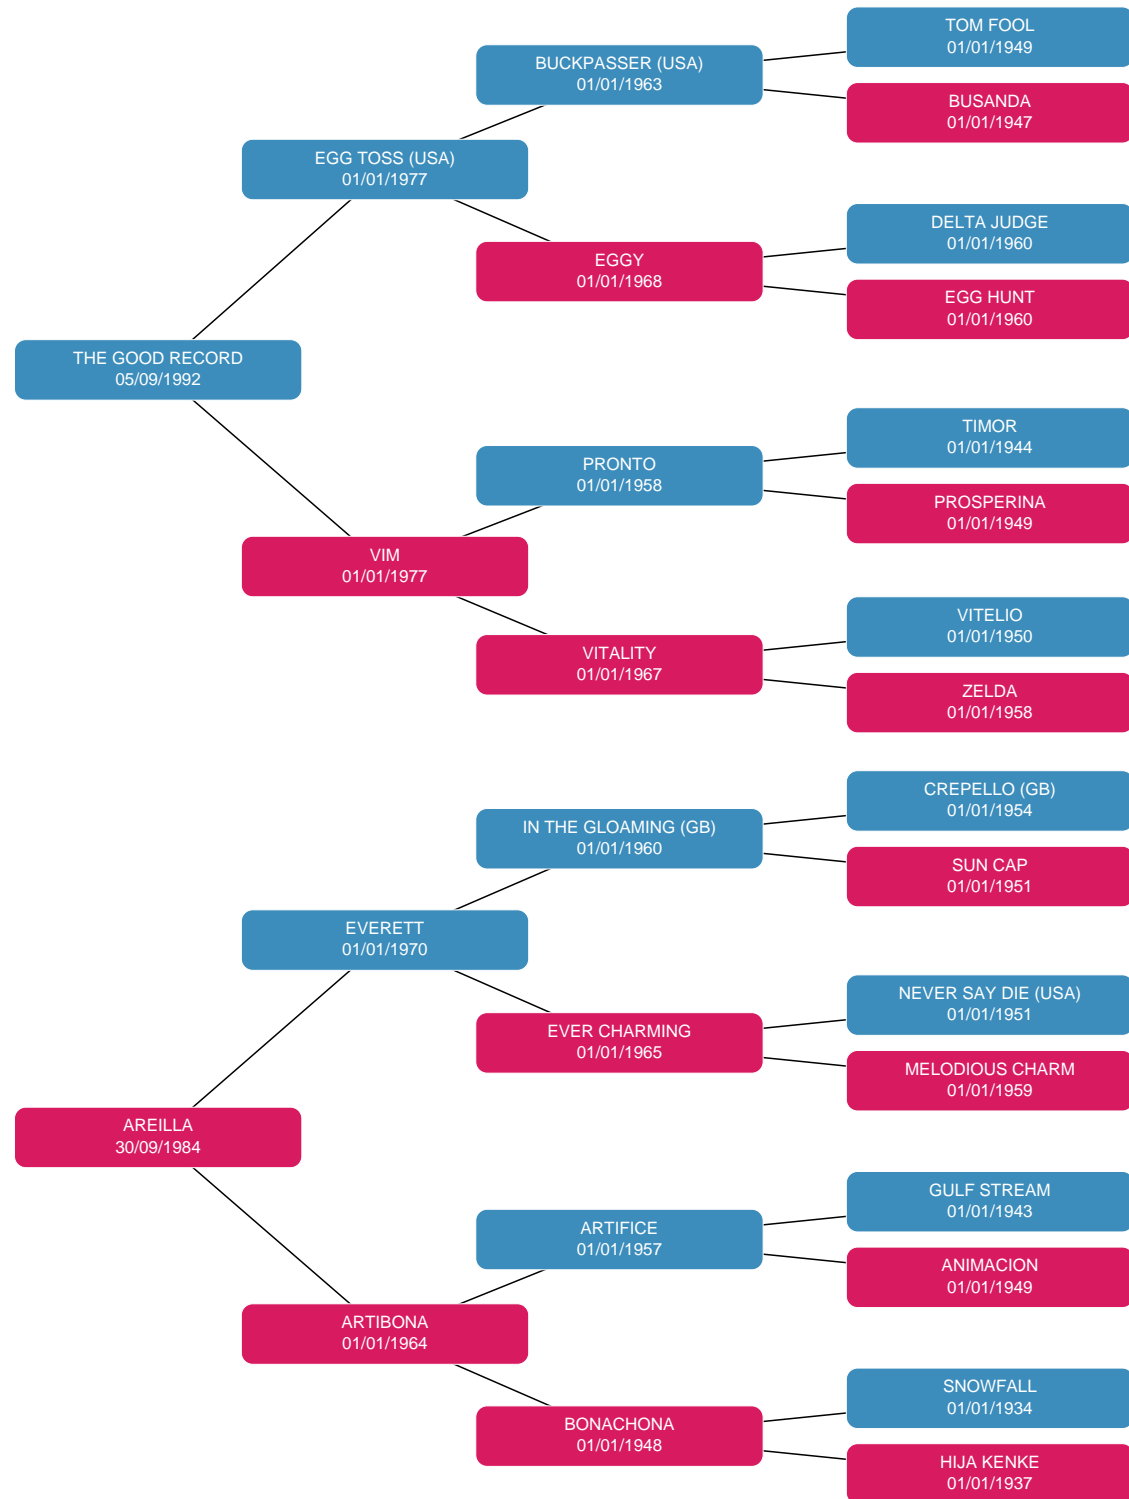 TOM FOOL
01/01/1949
BUCKPASSER (USA)
01/01/1963
BUSANDA
01/01/1947
EGG TOSS (USA)
01/01/1977
DELTA JUDGE
01/01/1960
EGGY
01/01/1968
EGG HUNT
01/01/1960
THE GOOD RECORD
05/09/1992
TIMOR
01/01/1944
PRONTO
01/01/1958
PROSPERINA
01/01/1949
VIM
01/01/1977
VITELIO
01/01/1950
VITALITY
01/01/1967
ZELDA
01/01/1958
CREPELLO (GB)
01/01/1954
IN THE GLOAMING (GB)
01/01/1960
SUN CAP
01/01/1951
EVERETT
01/01/1970
NEVER SAY DIE (USA)
01/01/1951
EVER CHARMING
01/01/1965
MELODIOUS CHARM
01/01/1959
AREILLA
30/09/1984
GULF STREAM
01/01/1943
ARTIFICE
01/01/1957
ANIMACION
01/01/1949
ARTIBONA
01/01/1964
SNOWFALL
01/01/1934
BONACHONA
01/01/1948
HIJA KENKE
01/01/1937